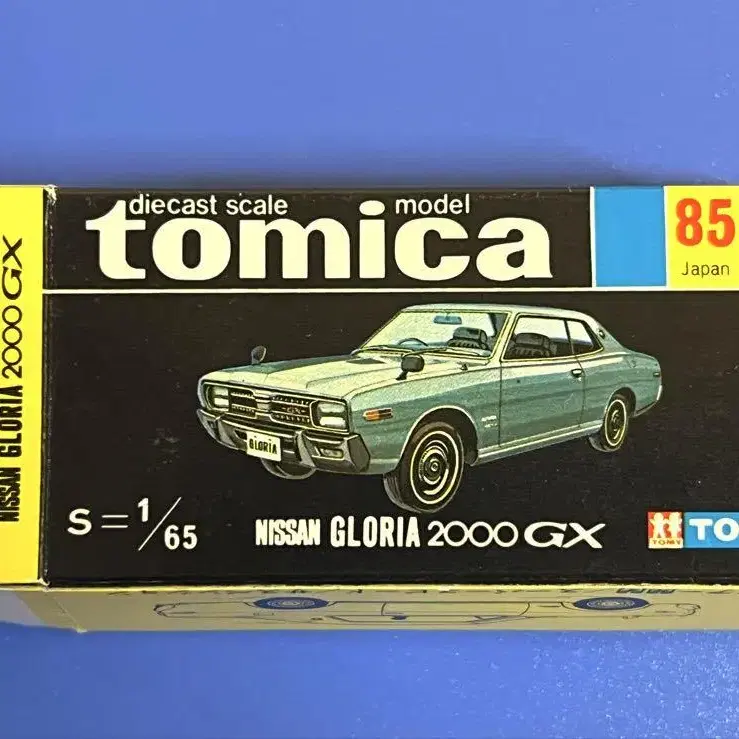 diecast scale model
tomica
85
Japan
NISSAN GLORIA 2000 GX
GX
GLORIA
S=1/65
NISSAN GLORIA 2000 GX
TOMY
TO